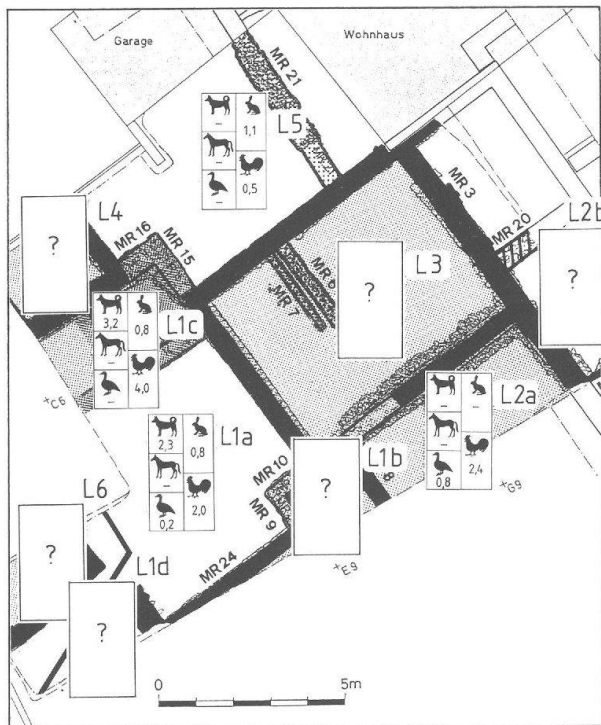 Garage
Wohnhaus
MR 21
L5
–
1,1
–
0,5
–
MR 3
MR 20
L2b
?
L4
?
MR 16
MR 15
MR 6
MR 7
L3
?
L1c
3,2
0,8
–
4,0
–
C6
L2a
–
–
–
2,4
0,8
L1a
2,3
0,8
–
2,0
0,2
MR 10
MR 9
L1b
?
G9
L6
?
MR 24
E9
L1d
?
0
5m